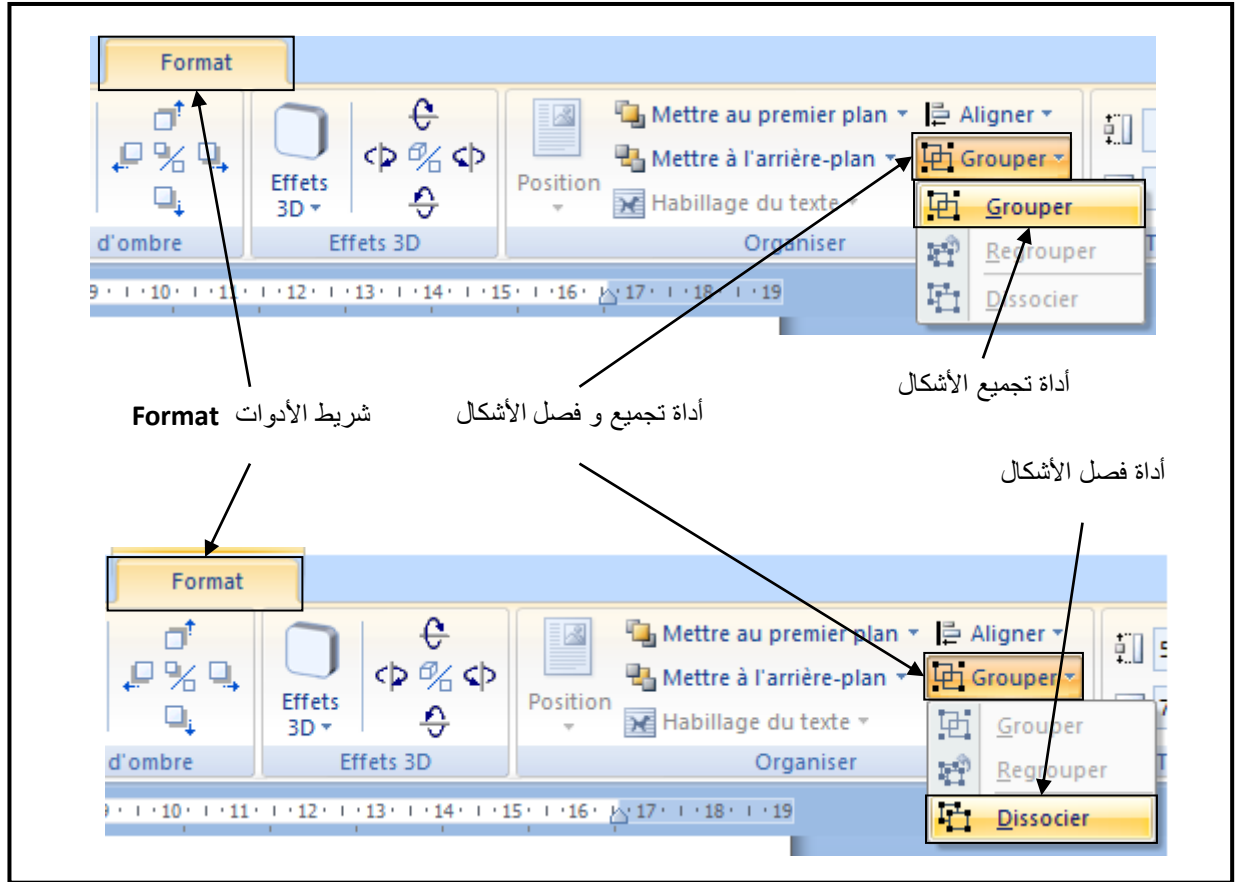 Format
Mettre au premier plan
Aligner
Mettre à l'arrière-plan
Grouper
Effets 3D
Position
Habillage du texte
Grouper
d'ombre
Effets 3D
Organiser
Regrouper
9 · 10 · 11 · 12 · 13 · 14 · 15 · 16 · 17 · 18 · 19
Dissocier
أداة تجميع الأشكال
شريط الأدوات Format
أداة تجميع و فصل الأشكال
أداة فصل الأشكال
Format
Mettre au premier plan
Aligner
5
Mettre à l'arrière-plan
Grouper
Effets 3D
Position
Habillage du texte
Grouper
7
d'ombre
Effets 3D
Organiser
Regrouper
T
9 · 10 · 11 · 12 · 13 · 14 · 15 · 16 · 17 · 18 · 19
Dissocier